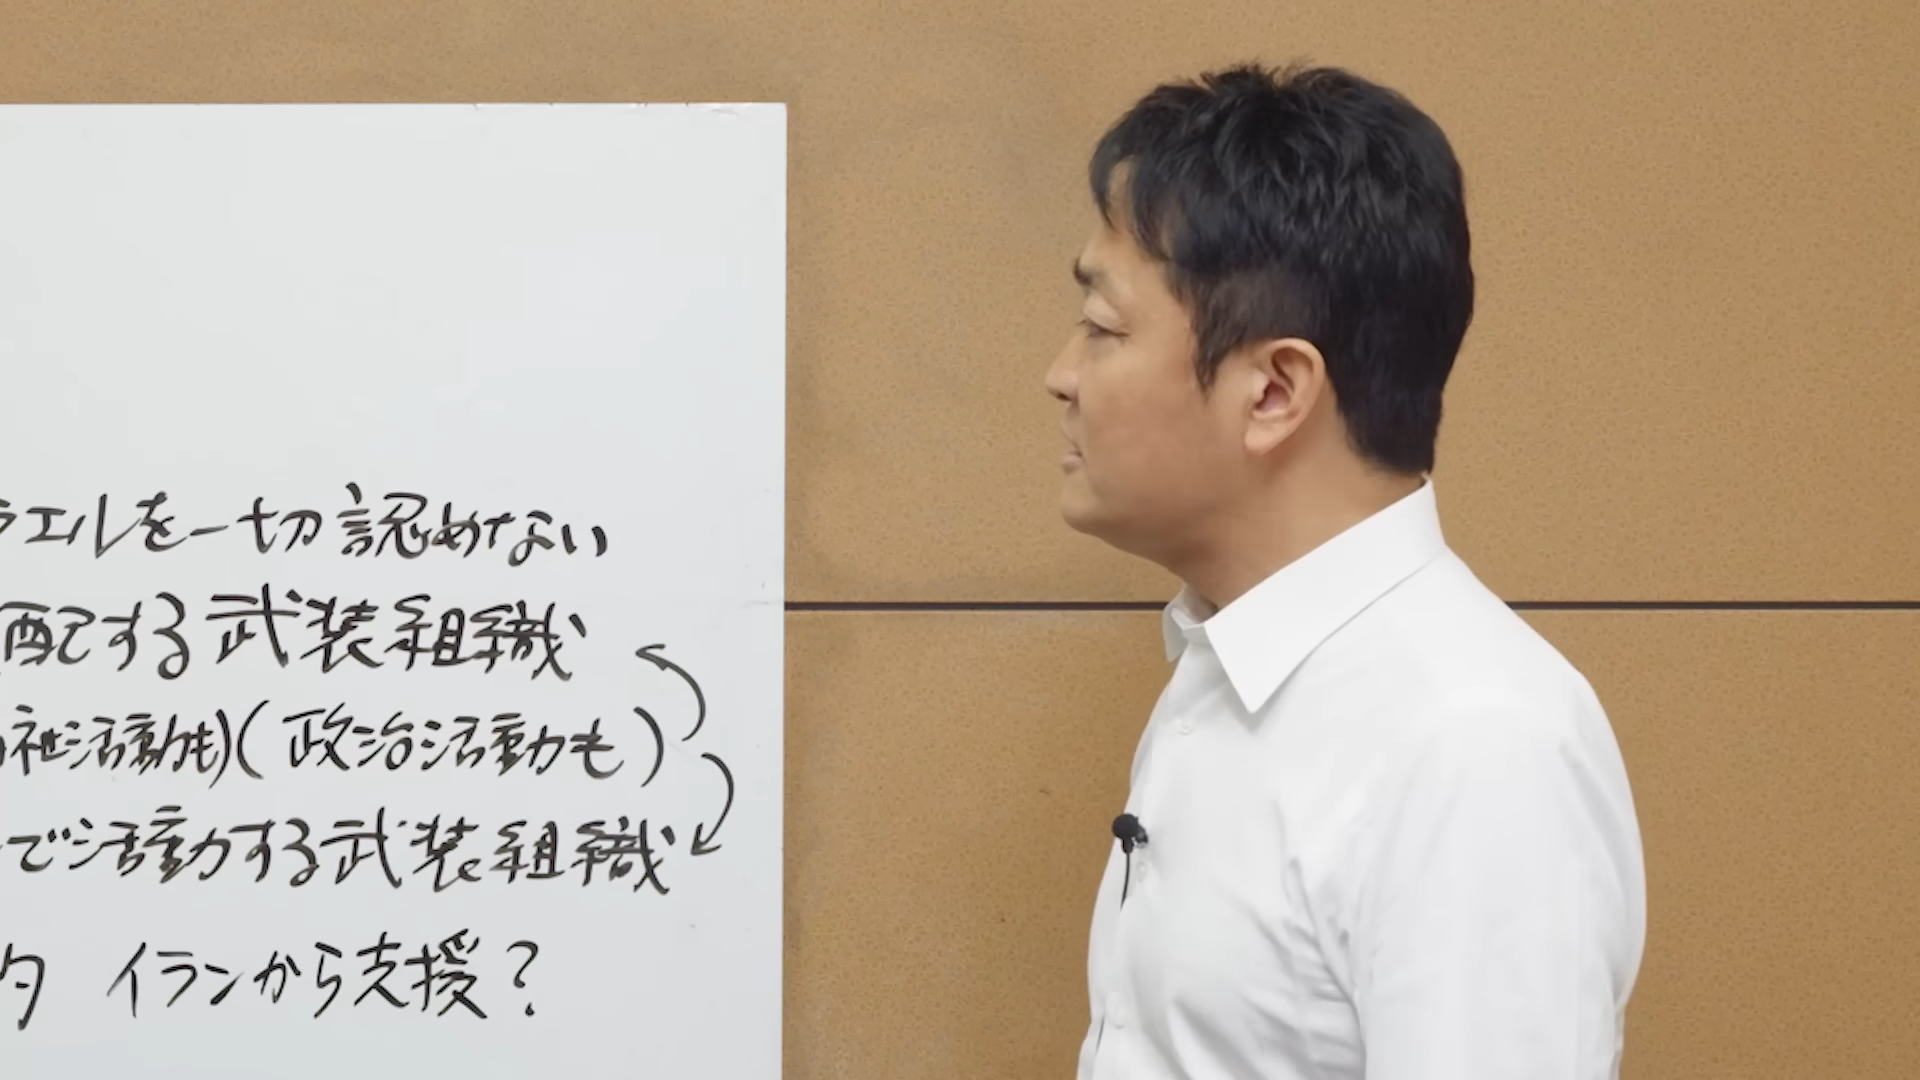 ラエルを一切認めない
配する武装組織
祉活動も)(政治活動も)
で活動する武装組織
タ イランから支援?